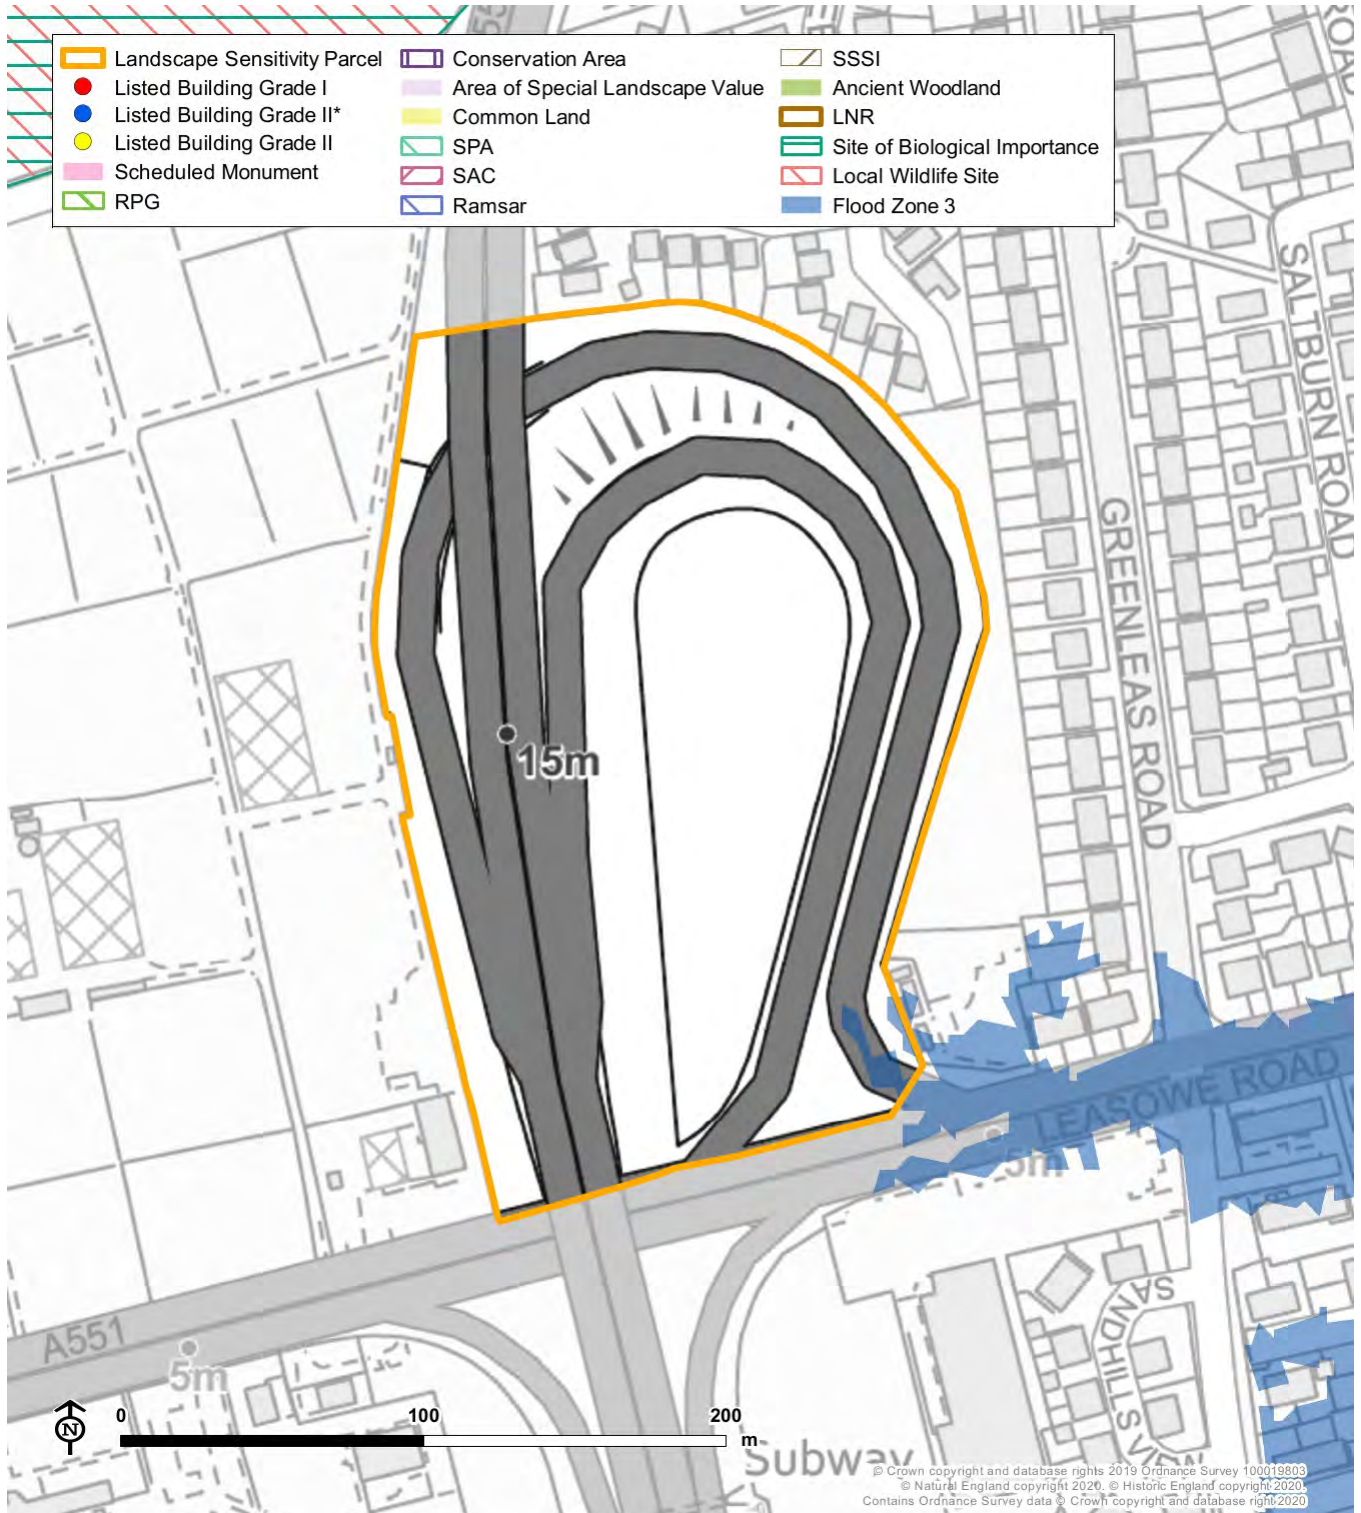 Landscape Sensitivity Parcel
Listed Building Grade I
Listed Building Grade II*
Listed Building Grade II
Scheduled Monument
RPG
Conservation Area
Area of Special Landscape Value
Common Land
SPA
SAC
Ramsar
SSSI
Ancient Woodland
LNR
Site of Biological Importance
Local Wildlife Site
Flood Zone 3
SALTBURN ROAD
GREENLEAS ROAD
15m
LEASOWE ROAD
5m
A551
5m
SANDHILLS VIEW
N
0 100 200
m
Subway
© Crown copyright and database rights 2019 Ordnance Survey 100019803
© Natural England copyright 2020. © Historic England copyright 2020.
Contains Ordnance Survey data © Crown copyright and database right 2020